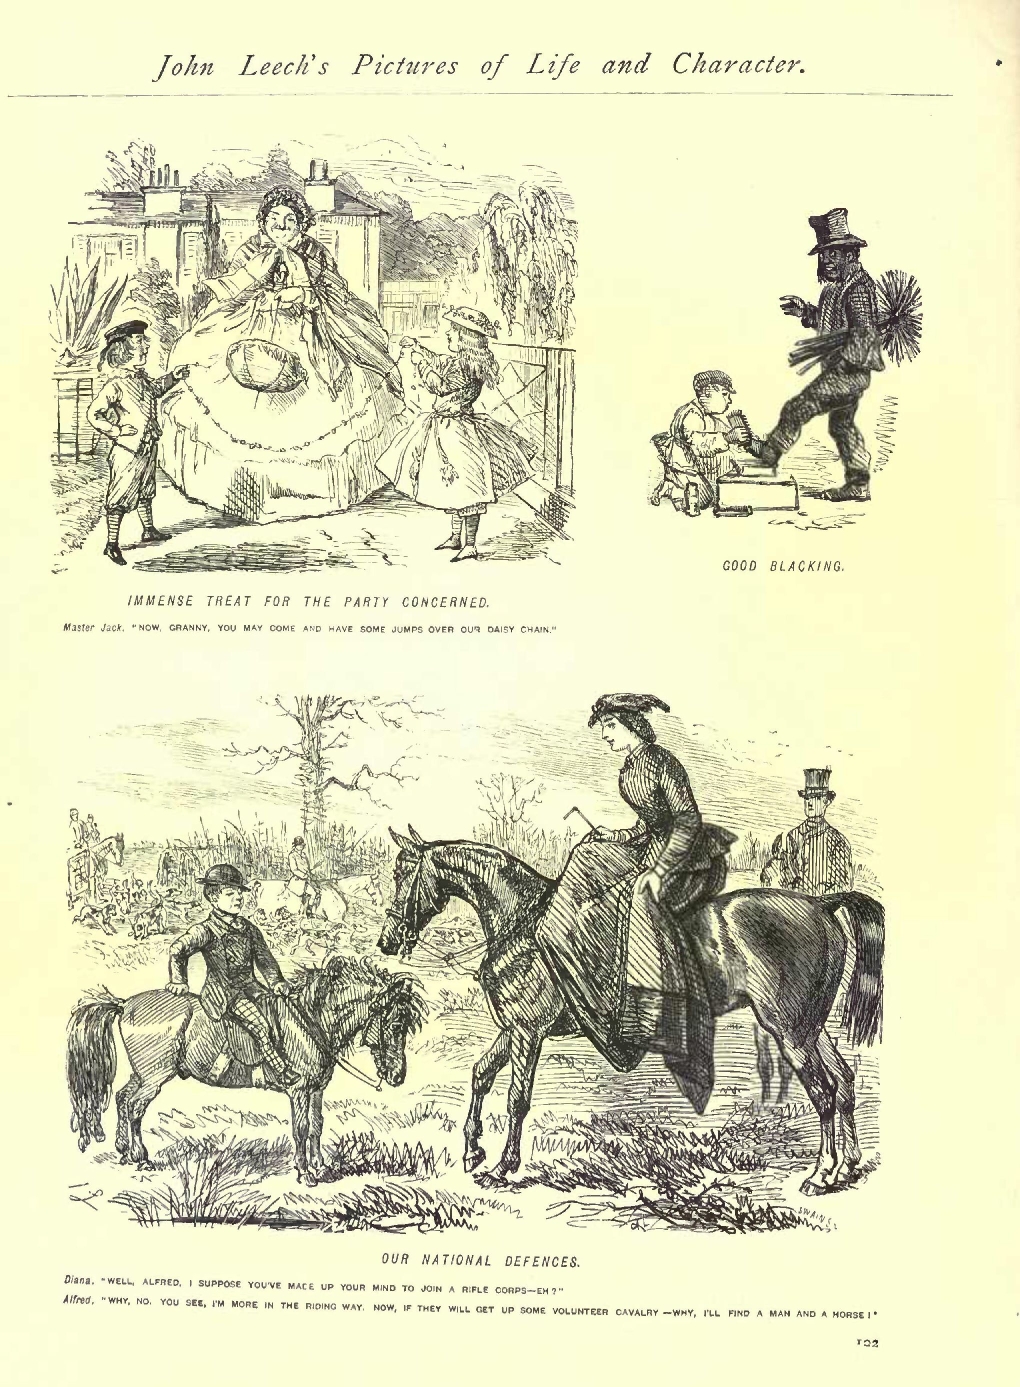 John Leech's Pictures of Life and Character.
GOOD BLACKING.
IMMENSE TREAT FOR THE PARTY CONCERNED.
Master Jack. "NOW, GRANNY, YOU MAY COME AND HAVE SOME JUMPS OVER OUR DAISY CHAIN."
SWAIN S.
OUR NATIONAL DEFENCES.
Diana. "WELL, ALFRED, I SUPPOSE YOU'VE MADE UP YOUR MIND TO JOIN A RIFLE CORPS—EH?"
Alfred. "WHY, NO. YOU SEE, I'M MORE IN THE RIDING WAY. NOW, IF THEY WILL GET UP SOME VOLUNTEER CAVALRY—WHY, I'LL FIND A MAN AND A HORSE!"